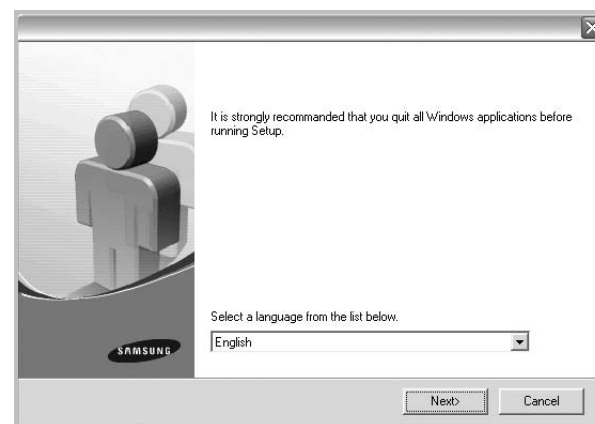 It is strongly recommanded that you quit all Windows applications before
running Setup.
Select a language from the list below.
English
SAMSUNG
Next>
Cancel